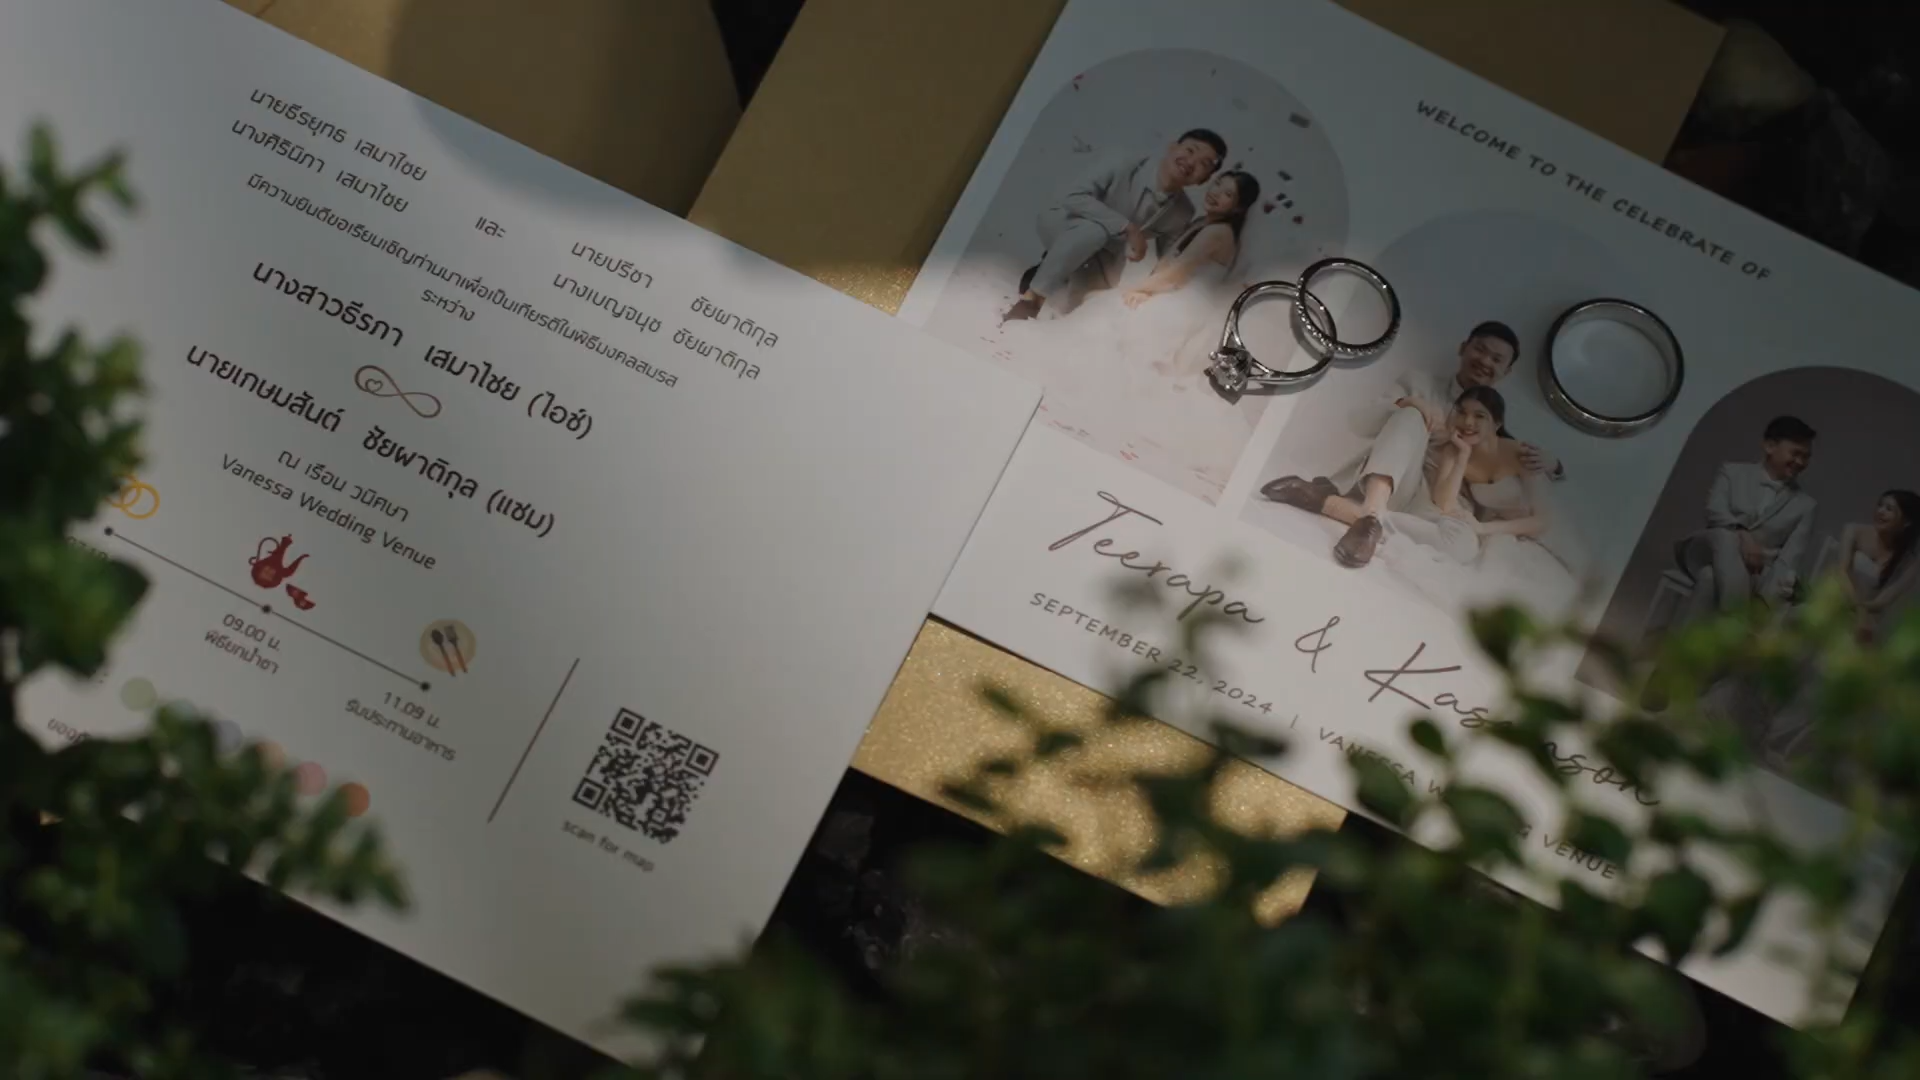 นายธีรยุทธ เสมาไชย
นางศิรินิภา เสมาไชย
และ
นายปรีชา ชัยผาติกุล
นางเบญจนุช ชัยผาติกุล
มีความยินดีขอเรียนเชิญท่านมาเพื่อเป็นเกียรติในพิธีมงคลสมรส
ระหว่าง
นางสาวธีรภา เสมาไชย (ไอซ์)
นายเกษมสันต์ ชัยผาติกุล (แซม)
ณ เรือน วนิศษา
Vanessa Wedding Venue
09.00 น.
พิธียกน้ำชา
11.09 น.
รับประทานอาหาร
scan for map
WELCOME TO THE CELEBRATE OF
Teerapa &
SEPTEMBER 22, 2024 | VANESSA
VENUE